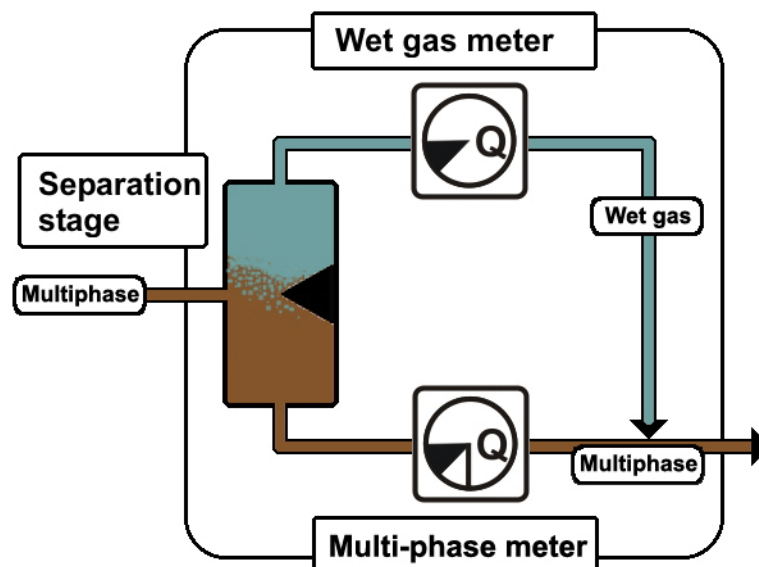 Wet gas meter
Q
Separation
stage
Wet gas
Multiphase
Q
Multiphase
Multi-phase meter